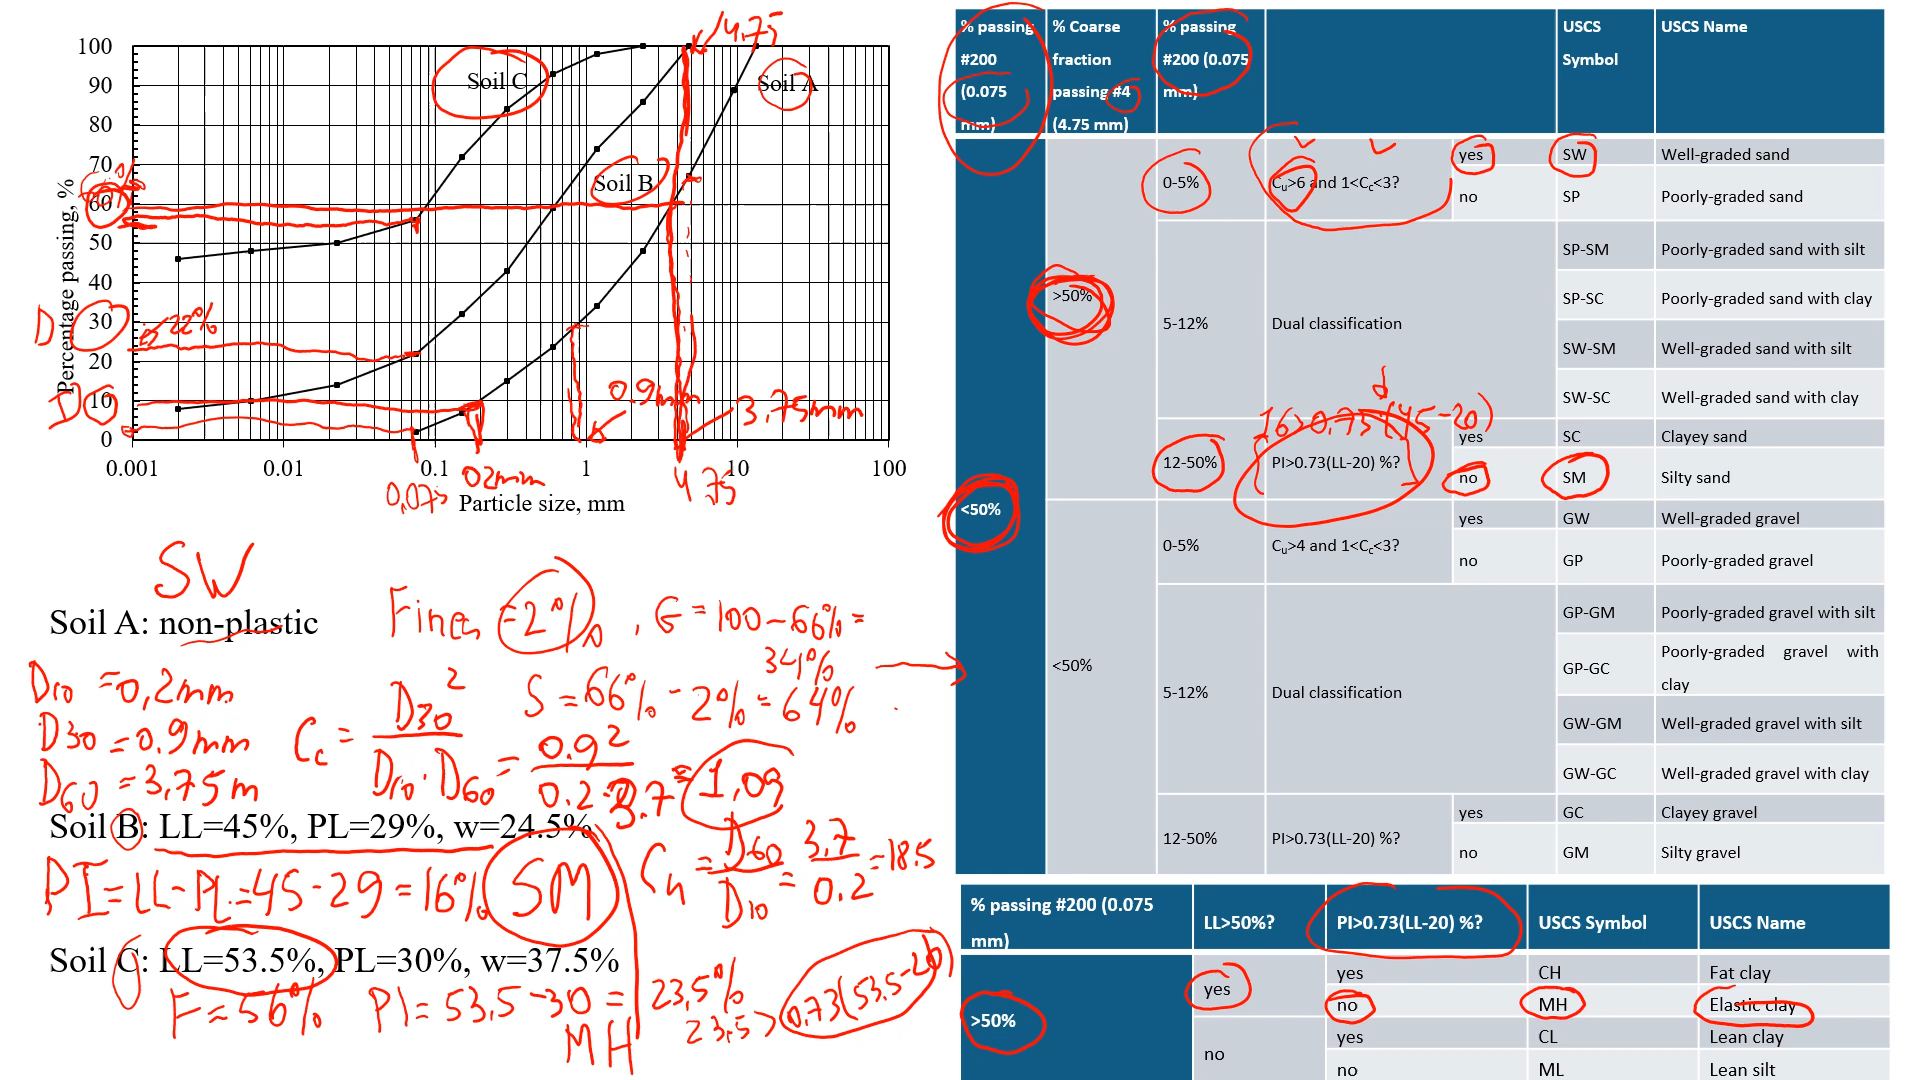 4.75
100
90
80
70
60
50
40
30
20
10
0
Percentage passing, %
Soil C
Soil A
Soil B
D
22%
D
0.9mm
3.75mm
0.001
0.01
0.1
1
10
100
0.075
02mm
4.75
Particle size, mm
SW
Soil A: non-plastic
Fines = 2%, G = 100 - 66% =
34%
S = 66% - 2% = 64%
D10 = 0,2mm
D30 = 0.9mm
D60 = 3,75m
Cc = D30² / D10 · D60 = 0.9² / 0.2·3.7 = 1,09
Soil B: LL=45%, PL=29%, w=24.5%
PI = LL - PL = 45 - 29 = 16%
SM
Cu = D60 / D10 = 3,7 / 0.2 = 18.5
Soil C: LL=53.5%, PL=30%, w=37.5%
F = 56% PI = 53,5 - 30 = 23,5%
23,5 > 0,73(53.5-20)
MH
% passing #200 (0.075 mm) % Coarse fraction passing #4 (4.75 mm) % passing #200 (0.075 mm) USCS Symbol USCS Name
<50% >50% 0-5% Cu>6 and 1<Cc<3? yes SW Well-graded sand
no SP Poorly-graded sand
5-12% Dual classification SP-SM Poorly-graded sand with silt
SP-SC Poorly-graded sand with clay
SW-SM Well-graded sand with silt
SW-SC Well-graded sand with clay
16>0.73(45-20)
12-50% PI>0.73(LL-20) %? yes SC Clayey sand
no SM Silty sand
<50% 0-5% Cu>4 and 1<Cc<3? yes GW Well-graded gravel
no GP Poorly-graded gravel
5-12% Dual classification GP-GM Poorly-graded gravel with silt
GP-GC Poorly-graded gravel with clay
GW-GM Well-graded gravel with silt
GW-GC Well-graded gravel with clay
12-50% PI>0.73(LL-20) %? yes GC Clayey gravel
no GM Silty gravel
% passing #200 (0.075 mm) LL>50%? PI>0.73(LL-20) %? USCS Symbol USCS Name
>50% yes yes CH Fat clay
no MH Elastic clay
no yes CL Lean clay
no ML Lean silt